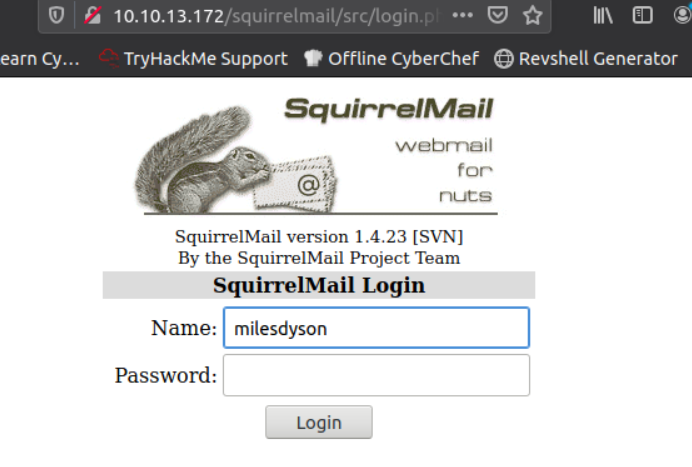 10.10.13.172/squirrelmail/src/login.p
earn Cy… TryHackMe Support Offline CyberChef Revshell Generator
SquirrelMail
webmail
for
nuts
@
SquirrelMail version 1.4.23 [SVN]
By the SquirrelMail Project Team
SquirrelMail Login
Name: milesdyson
Password:
Login